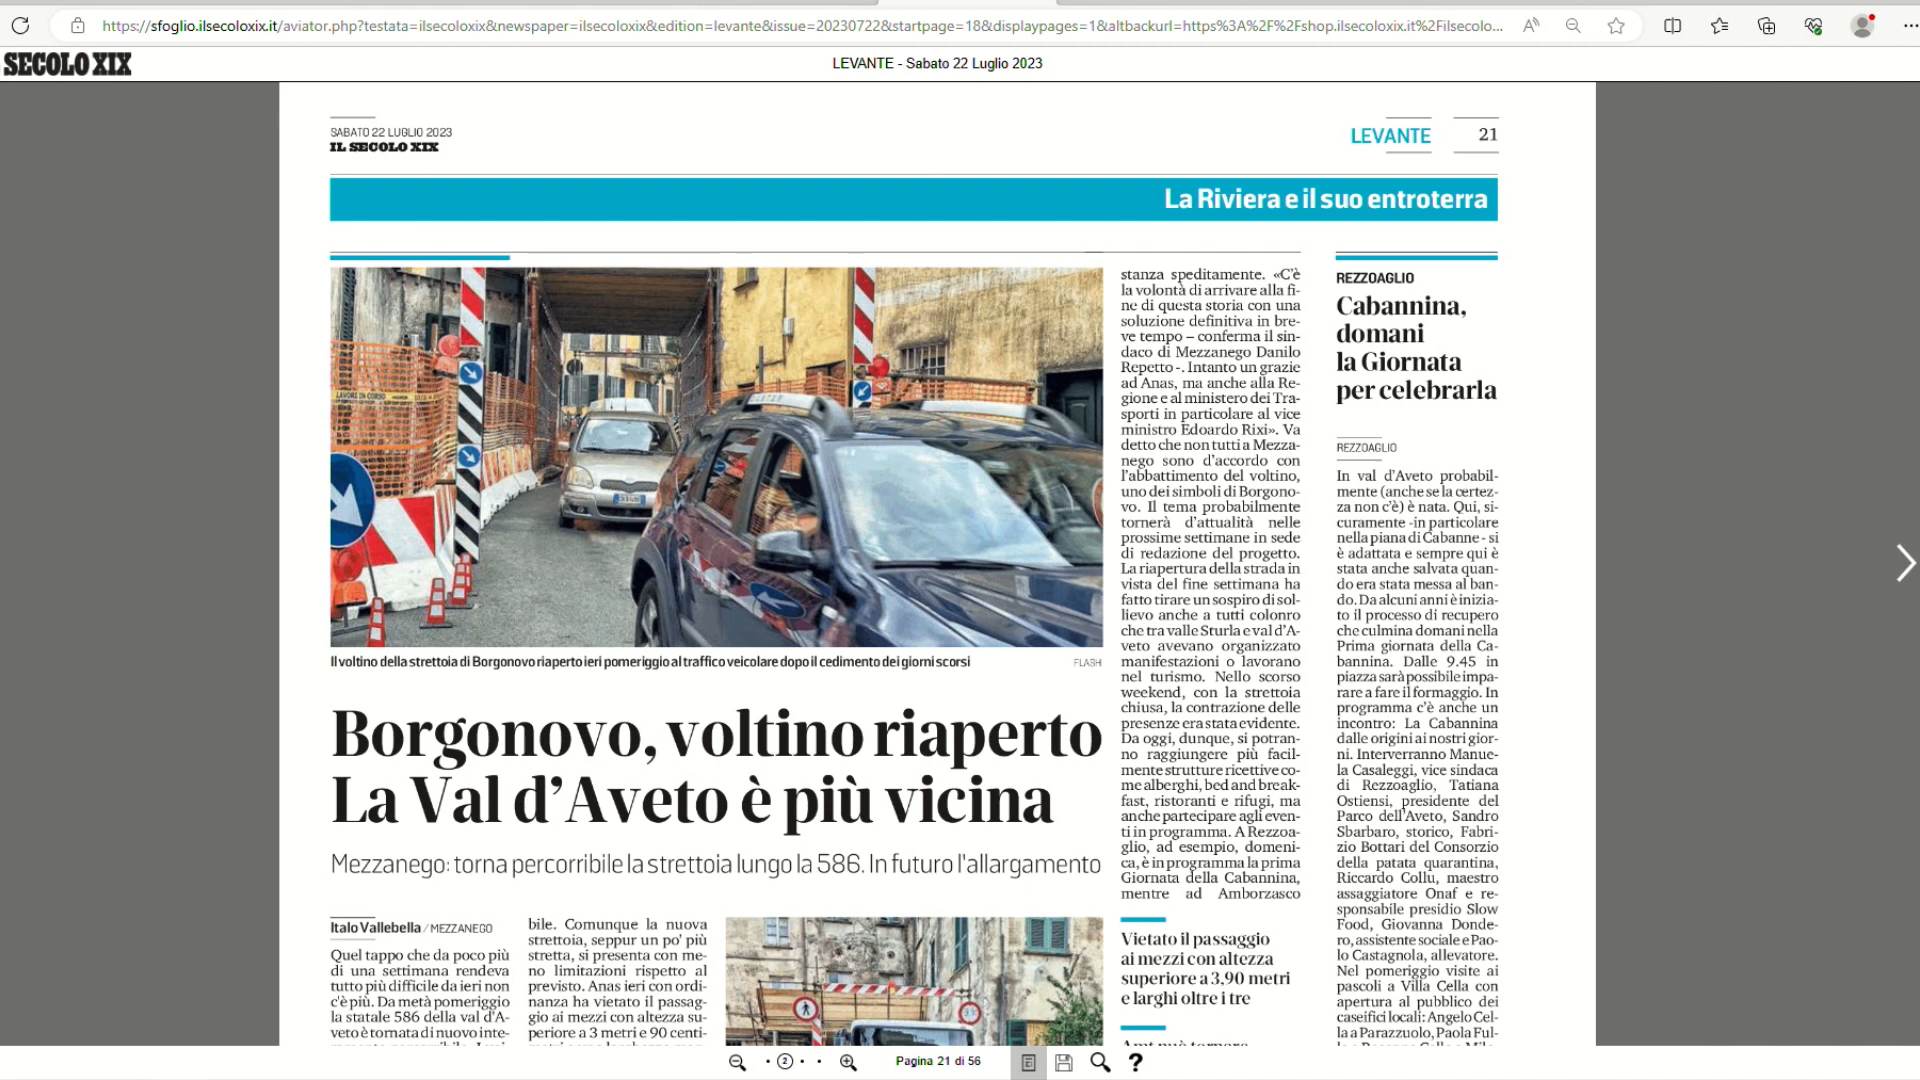 https://sfoglio.ilsecoloxix.it/aviator.php?testata=ilsecoloxix&newspaper=ilsecoloxix&edition=levante&issue=20230722&startpage=18&displaypages=1&altbackurl=https%3A%2F%2Fshop.ilsecoloxix.it%2Filsecolo...
SECOLO XIX
LEVANTE - Sabato 22 Luglio 2023
SABATO 22 LUGLIO 2023
IL SECOLO XIX
LEVANTE
21
La Riviera e il suo entroterra
LAVORI IN CORSO
Il voltino della strettoia di Borgonovo riaperto ieri pomeriggio al traffico veicolare dopo il cedimento dei giorni scorsi
FLASH
Borgonovo, voltino riaperto
La Val d'Aveto è più vicina
Mezzanego: torna percorribile la strettoia lungo la 586. In futuro l'allargamento
Italo Vallebella / MEZZANEGO
Quel tappo che da poco più
di una settimana rendeva
tutto più difficile da ieri non
c'è più. Da metà pomeriggio
la statale 586 della val d'A-
veto è tornata di nuovo inte-
bile. Comunque la nuova
strettoia, seppur un po' più
stretta, si presenta con me-
no limitazioni rispetto al
previsto. Anas ieri con ordi-
nanza ha vietato il passag-
gio ai mezzi con altezza su-
periore a 3 metri e 90 centi-
stanza speditamente. «C'è
la volontà di arrivare alla fi-
ne di questa storia con una
soluzione definitiva in bre-
ve tempo – conferma il sin-
daco di Mezzanego Danilo
Repetto -. Intanto un grazie
ad Anas, ma anche alla Re-
gione e al ministero dei Tra-
sporti in particolare al vice
ministro Edoardo Rixi». Va
detto che non tutti a Mezza-
nego sono d'accordo con
l'abbattimento del voltino,
uno dei simboli di Borgono-
vo. Il tema probabilmente
tornerà d'attualità nelle
prossime settimane in sede
di redazione del progetto.
La riapertura della strada in
vista del fine settimana ha
fatto tirare un sospiro di sol-
lievo anche a tutti coloro
che tra valle Sturla e val d'A-
veto avevano organizzato
manifestazioni o lavorano
nel turismo. Nello scorso
weekend, con la strettoia
chiusa, la contrazione delle
presenze era stata evidente.
Da oggi, dunque, si potran-
no raggiungere più facil-
mente strutture ricettive co-
me alberghi, bed and break-
fast, ristoranti e rifugi, ma
anche partecipare agli even-
ti in programma. A Rezzoa-
glio, ad esempio, domeni-
ca, è in programma la prima
Giornata della Cabannina,
mentre ad Amborzasco
Vietato il passaggio
ai mezzi con altezza
superiore a 3,90 metri
e larghi oltre i tre
REZZOAGLIO
Cabannina,
domani
la Giornata
per celebrarla
REZZOAGLIO
In val d'Aveto probabil-
mente (anche se la certez-
za non c'è) è nata. Qui, si-
curamente -in particolare
nella piana di Cabanne - si
è adattata e sempre qui è
stata anche salvata quan-
do era stata messa al ban-
do. Da alcuni anni è inizia-
to il processo di recupero
che culmina domani nella
Prima giornata della Ca-
bannina. Dalle 9.45 in
piazza sarà possibile impa-
rare a fare il formaggio. In
programma c'è anche un
incontro: La Cabannina
dalle origini ai nostri gior-
ni. Interverranno Manue-
la Casaleggi, vice sindaca
di Rezzoaglio, Tatiana
Ostiensi, presidente del
Parco dell'Aveto, Sandro
Sbarbaro, storico, Fabri-
zio Bottari del Consorzio
della patata quarantina,
Riccardo Collu, maestro
assaggiatore Onaf e re-
sponsabile presidio Slow
Food, Giovanna Donde-
ro, assistente sociale e Pao-
lo Castagnola, allevatore.
Nel pomeriggio visite ai
pascoli a Villa Cella con
apertura al pubblico dei
caseifici locali: Angelo Cel-
la a Parazzuolo, Paola Ful-
2
Pagina 21 di 56
?